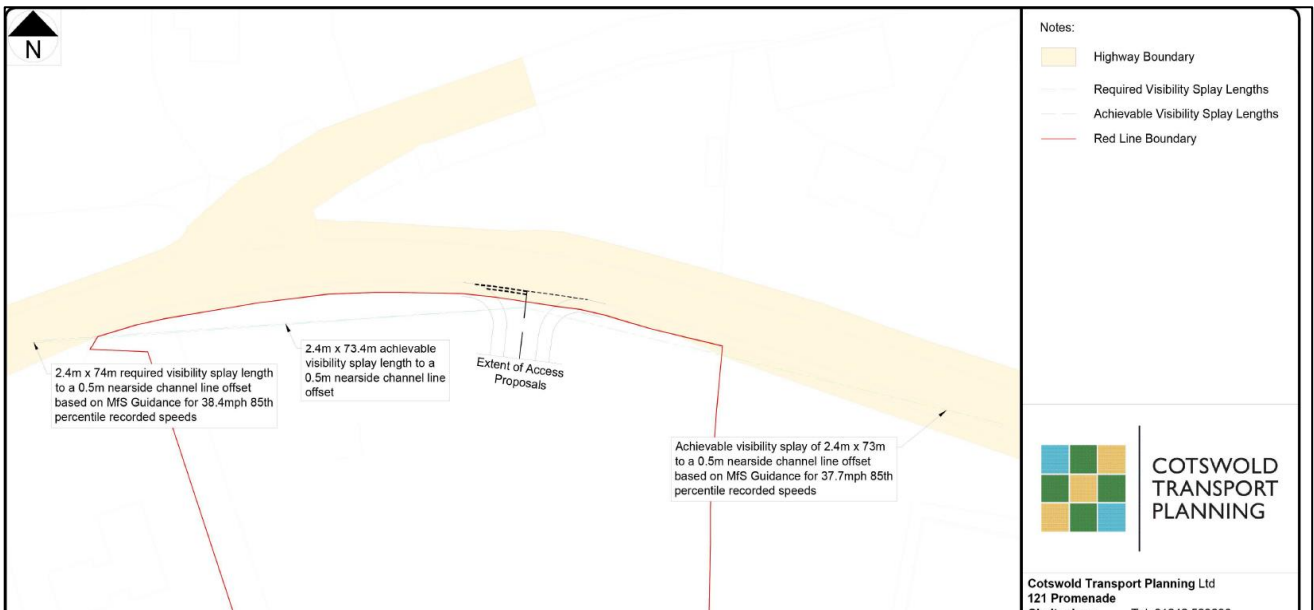 N
2.4m x 74m required visibility splay length
to a 0.5m nearside channel line offset
based on MfS Guidance for 38.4mph 85th
percentile recorded speeds
2.4m x 73.4m achievable
visibility splay length to a
0.5m nearside channel line
offset
Extent of Access
Proposals
Achievable visibility splay of 2.4m x 73m
to a 0.5m nearside channel line offset
based on MfS Guidance for 37.7mph 85th
percentile recorded speeds
Notes:
Highway Boundary
Required Visibility Splay Lengths
Achievable Visibility Splay Lengths
Red Line Boundary
COTSWOLD
TRANSPORT
PLANNING
Cotswold Transport Planning Ltd
121 Promenade